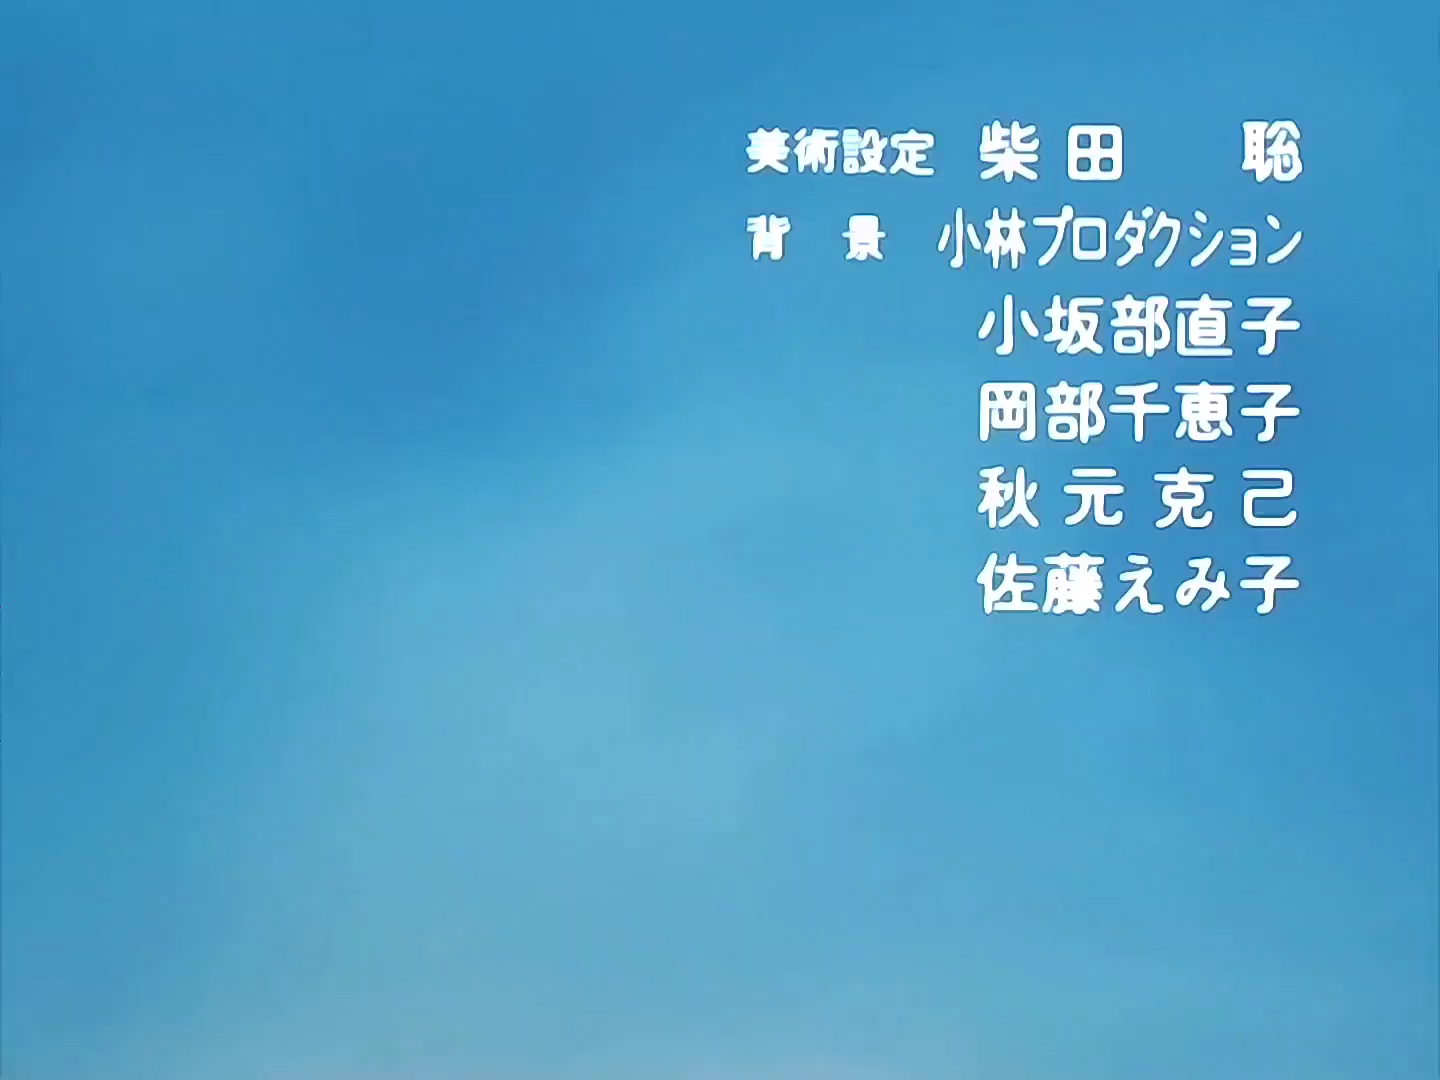 美術設定 柴田 聡
背景 小林プロダクション
小坂部直子
岡部千恵子
秋元克己
佐藤えみ子